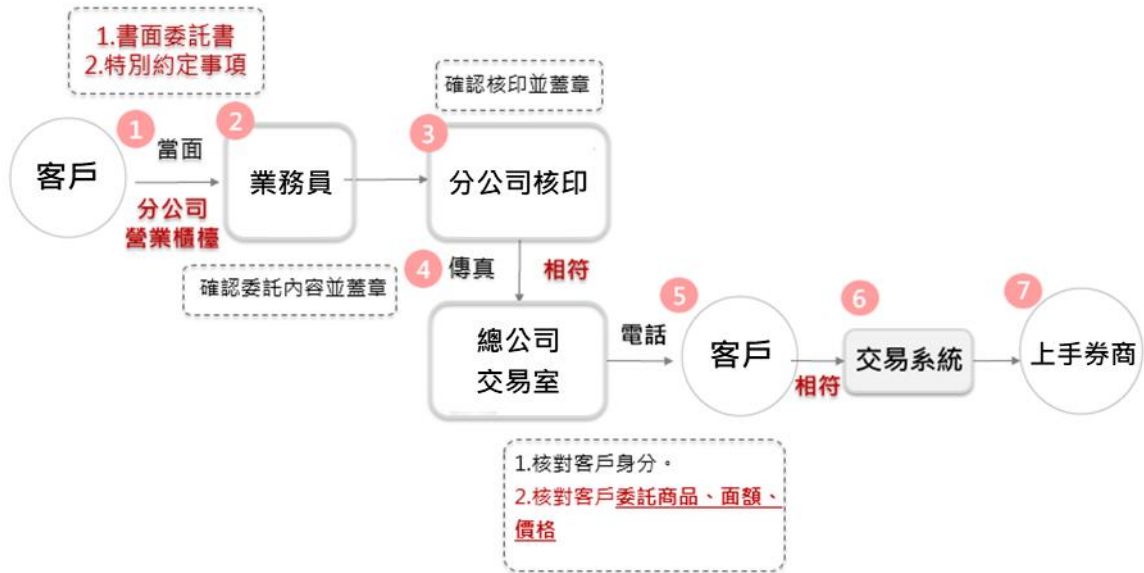 1.書面委託書
2.特別約定事項
確認核印並蓋章
1
2
3
客戶
當面
業務員
分公司核印
分公司
營業櫃檯
確認委託內容並蓋章
4
傳真
相符
5
6
7
總公司
交易室
電話
客戶
相符
交易系統
上手券商
1.核對客戶身分。
2.核對客戶委託商品、面額、
價格